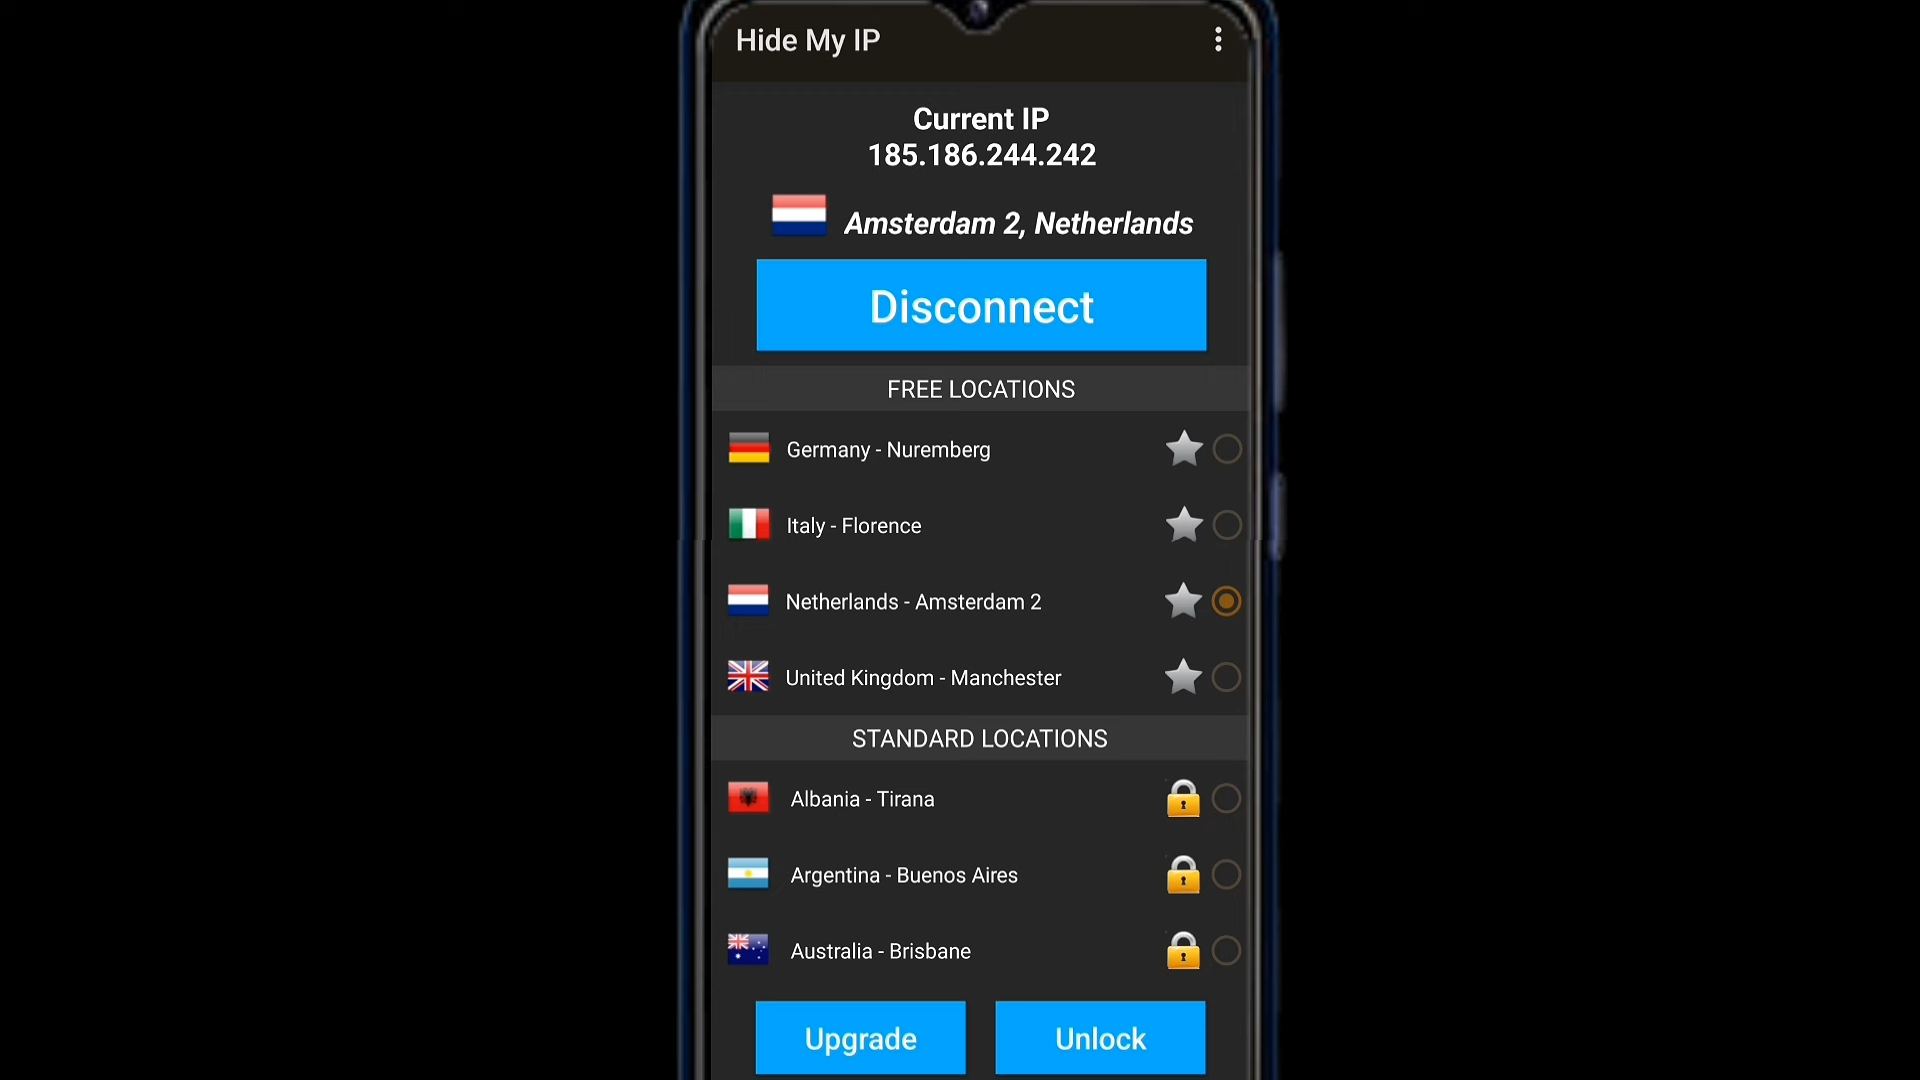 Hide My IP
Current IP
185.186.244.242
Amsterdam 2, Netherlands
Disconnect
FREE LOCATIONS
Germany - Nuremberg
Italy - Florence
Netherlands - Amsterdam 2
United Kingdom - Manchester
STANDARD LOCATIONS
Albania - Tirana
Argentina - Buenos Aires
Australia - Brisbane
Upgrade
Unlock